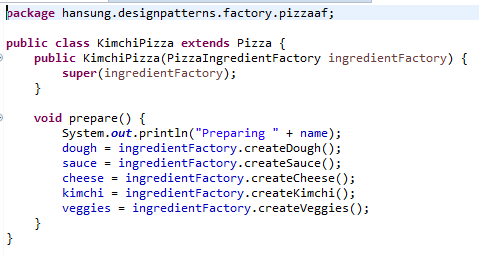 package hansung.designpatterns.factory.pizzaaf;
public class KimchiPizza extends Pizza {
public KimchiPizza(PizzaIngredientFactory ingredientFactory) {
super(ingredientFactory);
}
void prepare() {
System.out.println("Preparing " + name);
dough = ingredientFactory.createDough();
sauce = ingredientFactory.createSauce();
cheese = ingredientFactory.createCheese();
kimchi = ingredientFactory.createKimchi();
veggies = ingredientFactory.createVeggies();
}
}